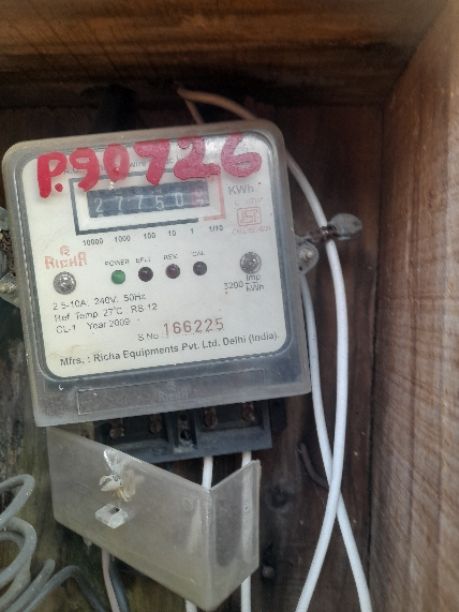 P.90726
KWh
27750
10000 1000 100 10 1 1/10
RICHA
POWER E/L REV. CAL.
3200 Imp/kWh
2.5-10A, 240V, 50Hz
Ref Temp. 27°C RS-12
CL-1 Year 2009
S No. 166225
Mfrs. : Richa Equipments Pvt. Ltd. Delhi (India)